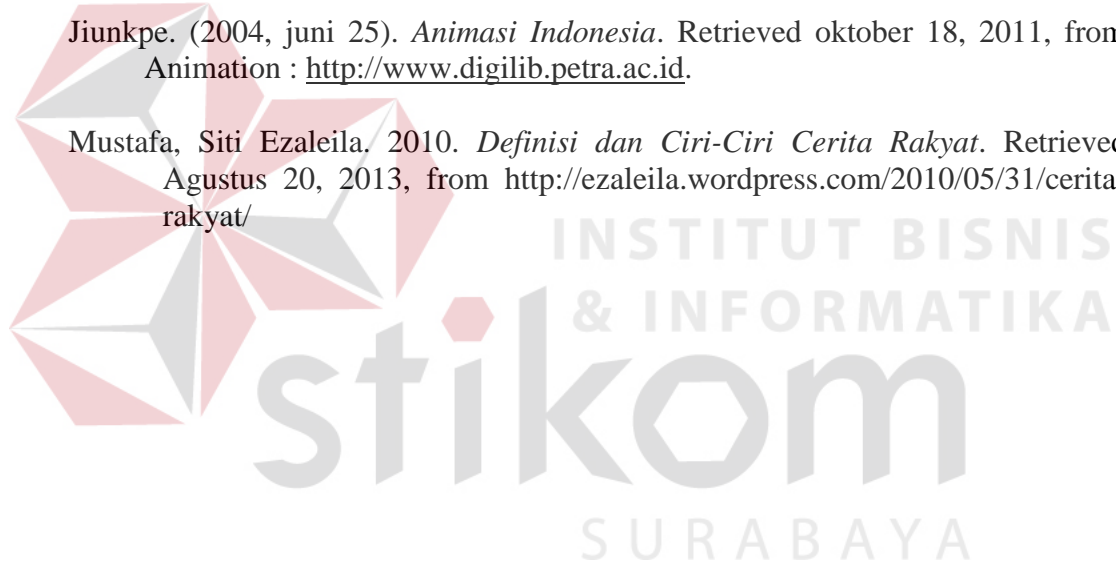 Jiunkpe. (2004, juni 25). Animasi Indonesia. Retrieved oktober 18, 2011, from
Animation : http://www.digilib.petra.ac.id.
Mustafa, Siti Ezaleila. 2010. Definisi dan Ciri-Ciri Cerita Rakyat. Retrieved
Agustus 20, 2013, from http://ezaleila.wordpress.com/2010/05/31/cerita
rakyat/
INSTITUT BISNIS
& INFORMATIKA
stikom
SURABAYA